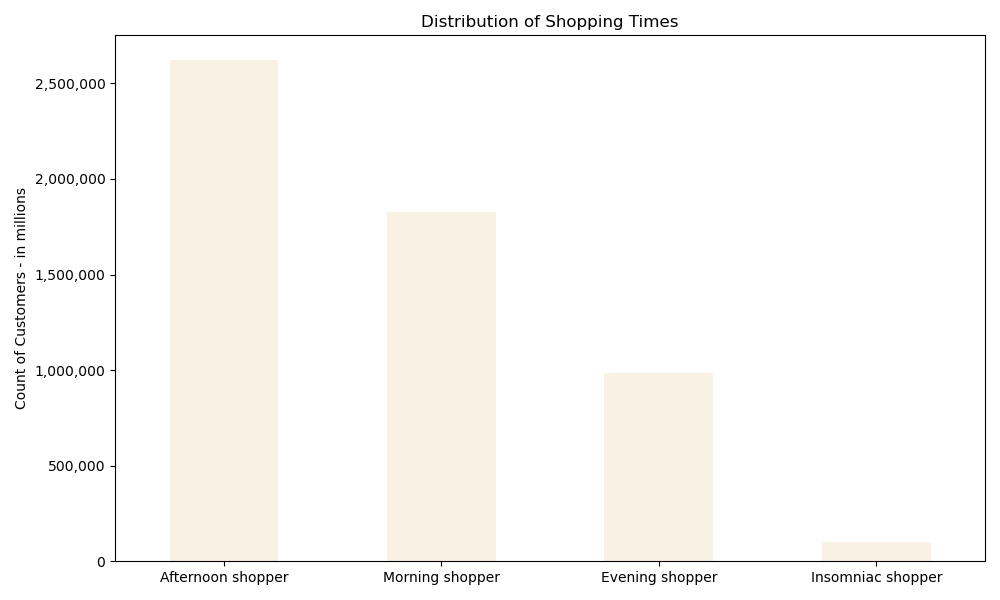 Distribution of Shopping Times
Count of Customers - in millions
2,500,000
2,000,000
1,500,000
1,000,000
500,000
0
Afternoon shopper
Morning shopper
Evening shopper
Insomniac shopper